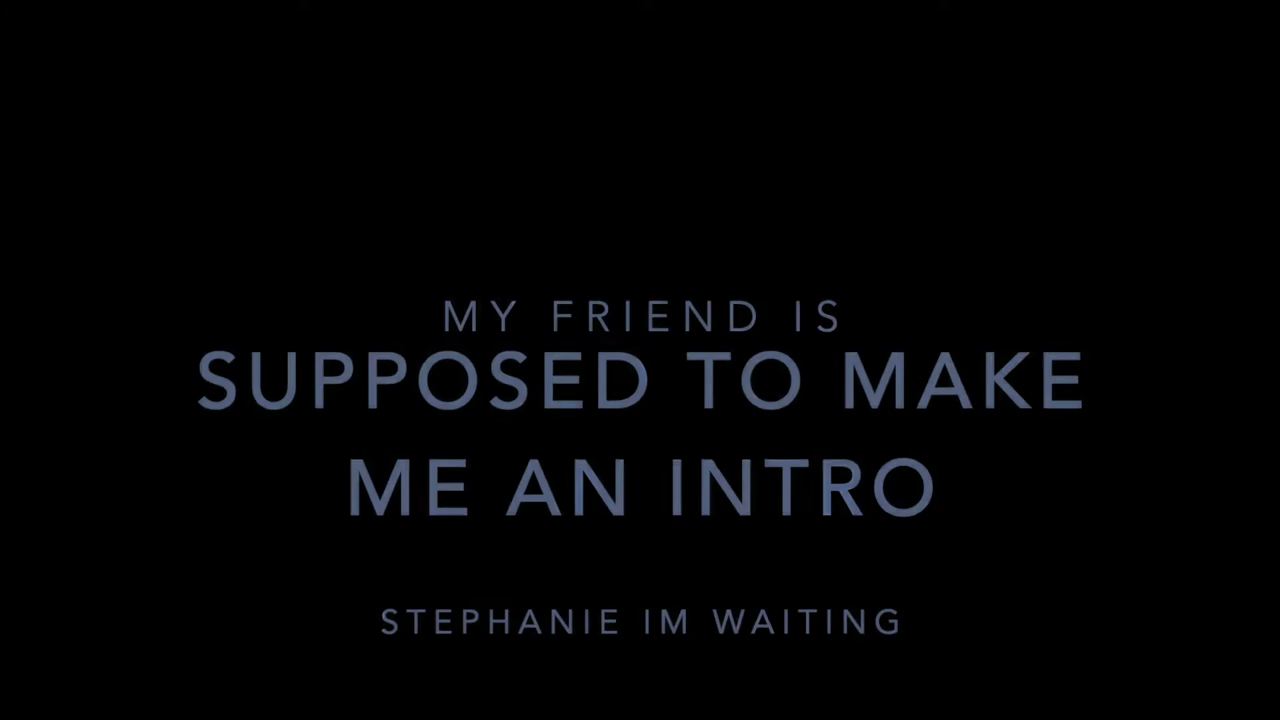 MY FRIEND IS
SUPPOSED TO MAKE
ME AN INTRO
STEPHANIE IM WAITING